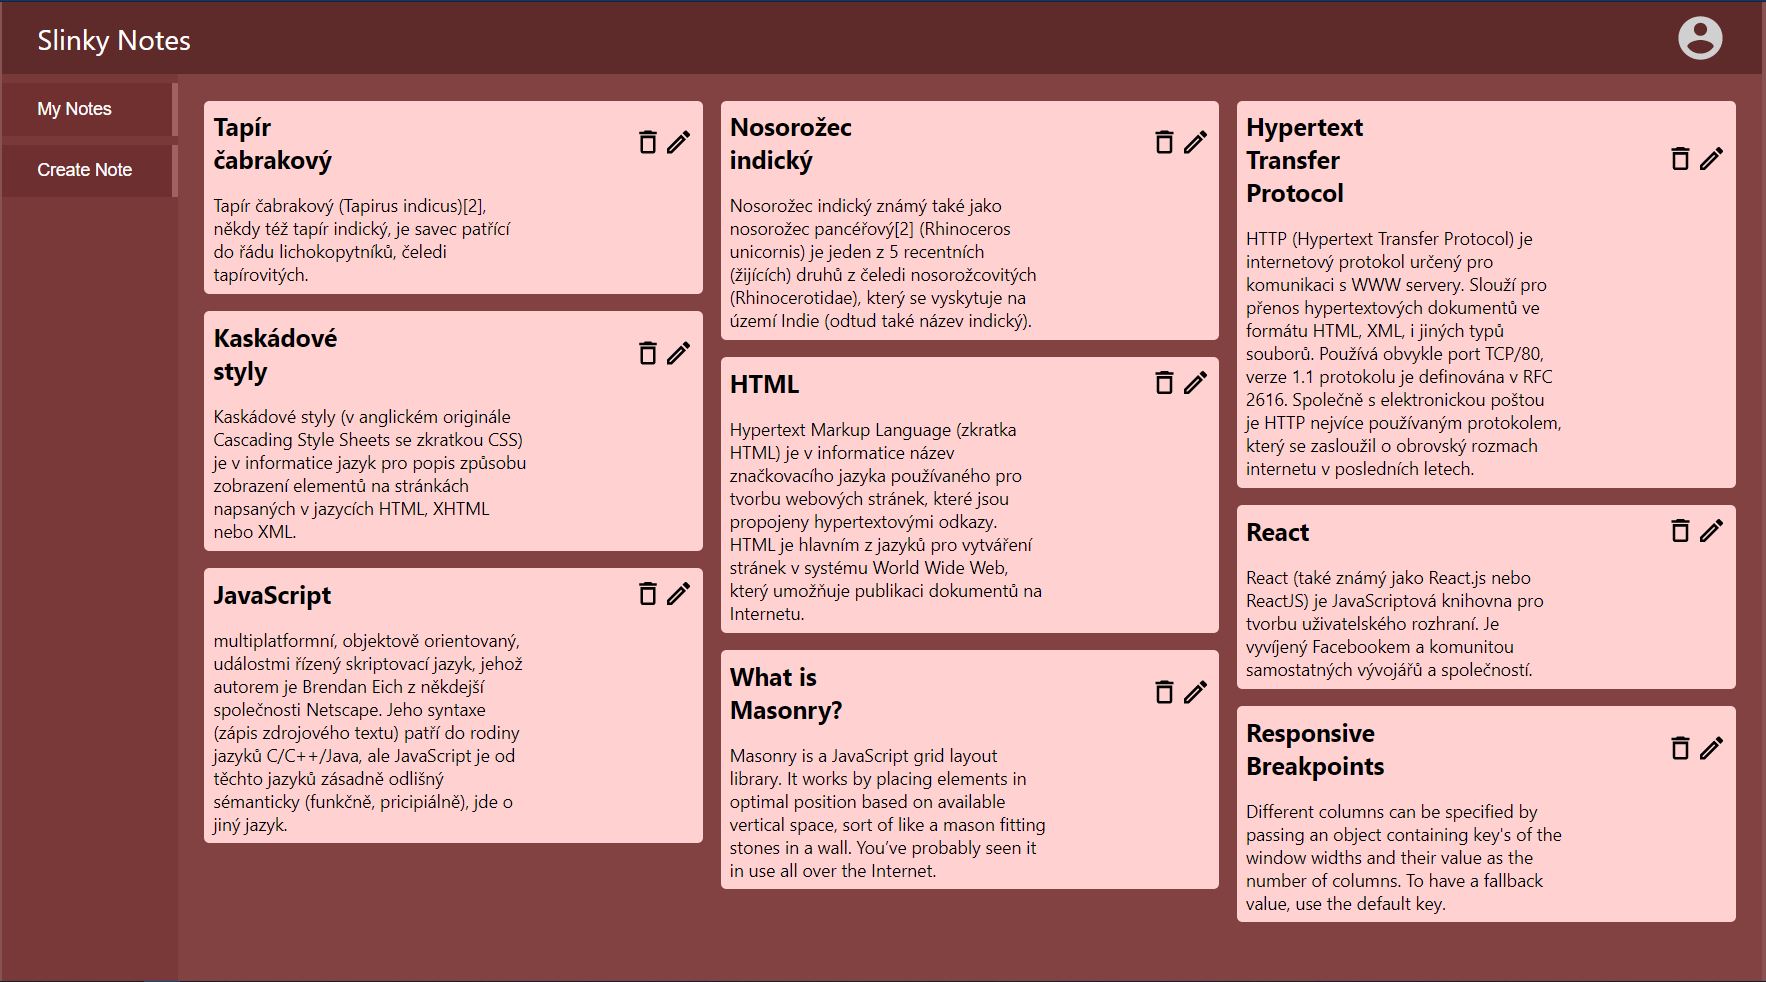 Slinky Notes
My Notes
Create Note
Tapír
čabrakový
Tapír čabrakový (Tapirus indicus)[2],
někdy též tapír indický, je savec patřící
do řádu lichokopytníků, čeledi
tapírovitých.
Kaskádové
styly
Kaskádové styly (v anglickém originále
Cascading Style Sheets se zkratkou CSS)
je v informatice jazyk pro popis způsobu
zobrazení elementů na stránkách
napsaných v jazycích HTML, XHTML
nebo XML.
JavaScript
multiplatformní, objektově orientovaný,
událostmi řízený skriptovací jazyk, jehož
autorem je Brendan Eich z někdejší
společnosti Netscape. Jeho syntaxe
(zápis zdrojového textu) patří do rodiny
jazyků C/C++/Java, ale JavaScript je od
těchto jazyků zásadně odlišný
sémanticky (funkčně, pricipiálně), jde o
jiný jazyk.
Nosorožec
indický
Nosorožec indický známý také jako
nosorožec pancéřový[2] (Rhinoceros
unicornis) je jeden z 5 recentních
(žijících) druhů z čeledi nosorožcovitých
(Rhinocerotidae), který se vyskytuje na
území Indie (odtud také název indický).
HTML
Hypertext Markup Language (zkratka
HTML) je v informatice název
značkovacího jazyka používaného pro
tvorbu webových stránek, které jsou
propojeny hypertextovými odkazy.
HTML je hlavním z jazyků pro vytváření
stránek v systému World Wide Web,
který umožňuje publikaci dokumentů na
Internetu.
What is
Masonry?
Masonry is a JavaScript grid layout
library. It works by placing elements in
optimal position based on available
vertical space, sort of like a mason fitting
stones in a wall. You’ve probably seen it
in use all over the Internet.
Hypertext
Transfer
Protocol
HTTP (Hypertext Transfer Protocol) je
internetový protokol určený pro
komunikaci s WWW servery. Slouží pro
přenos hypertextových dokumentů ve
formátu HTML, XML, i jiných typů
souborů. Používá obvykle port TCP/80,
verze 1.1 protokolu je definována v RFC
2616. Společně s elektronickou poštou
je HTTP nejvíce používaným protokolem,
který se zasloužil o obrovský rozmach
internetu v posledních letech.
React
React (také známý jako React.js nebo
ReactJS) je JavaScriptová knihovna pro
tvorbu uživatelského rozhraní. Je
vyvíjený Facebookem a komunitou
samostatných vývojářů a společností.
Responsive
Breakpoints
Different columns can be specified by
passing an object containing key's of the
window widths and their value as the
number of columns. To have a fallback
value, use the default key.